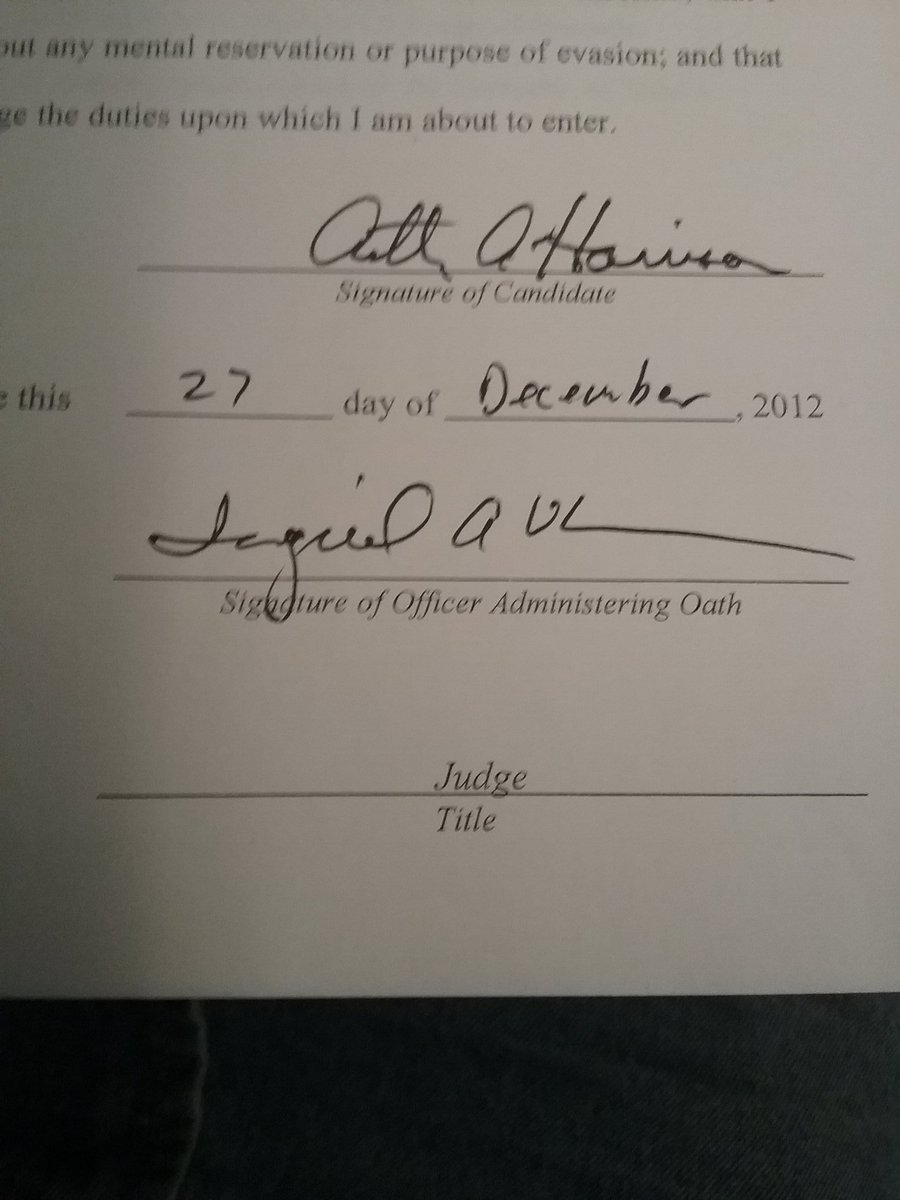 any mental reservation or purpose of evasion; and that
the duties upon which I am about to enter.
A Harrison
Signature of Candidate
this 27 day of December, 2012
A
Signature of Officer Administering Oath
Judge
Title